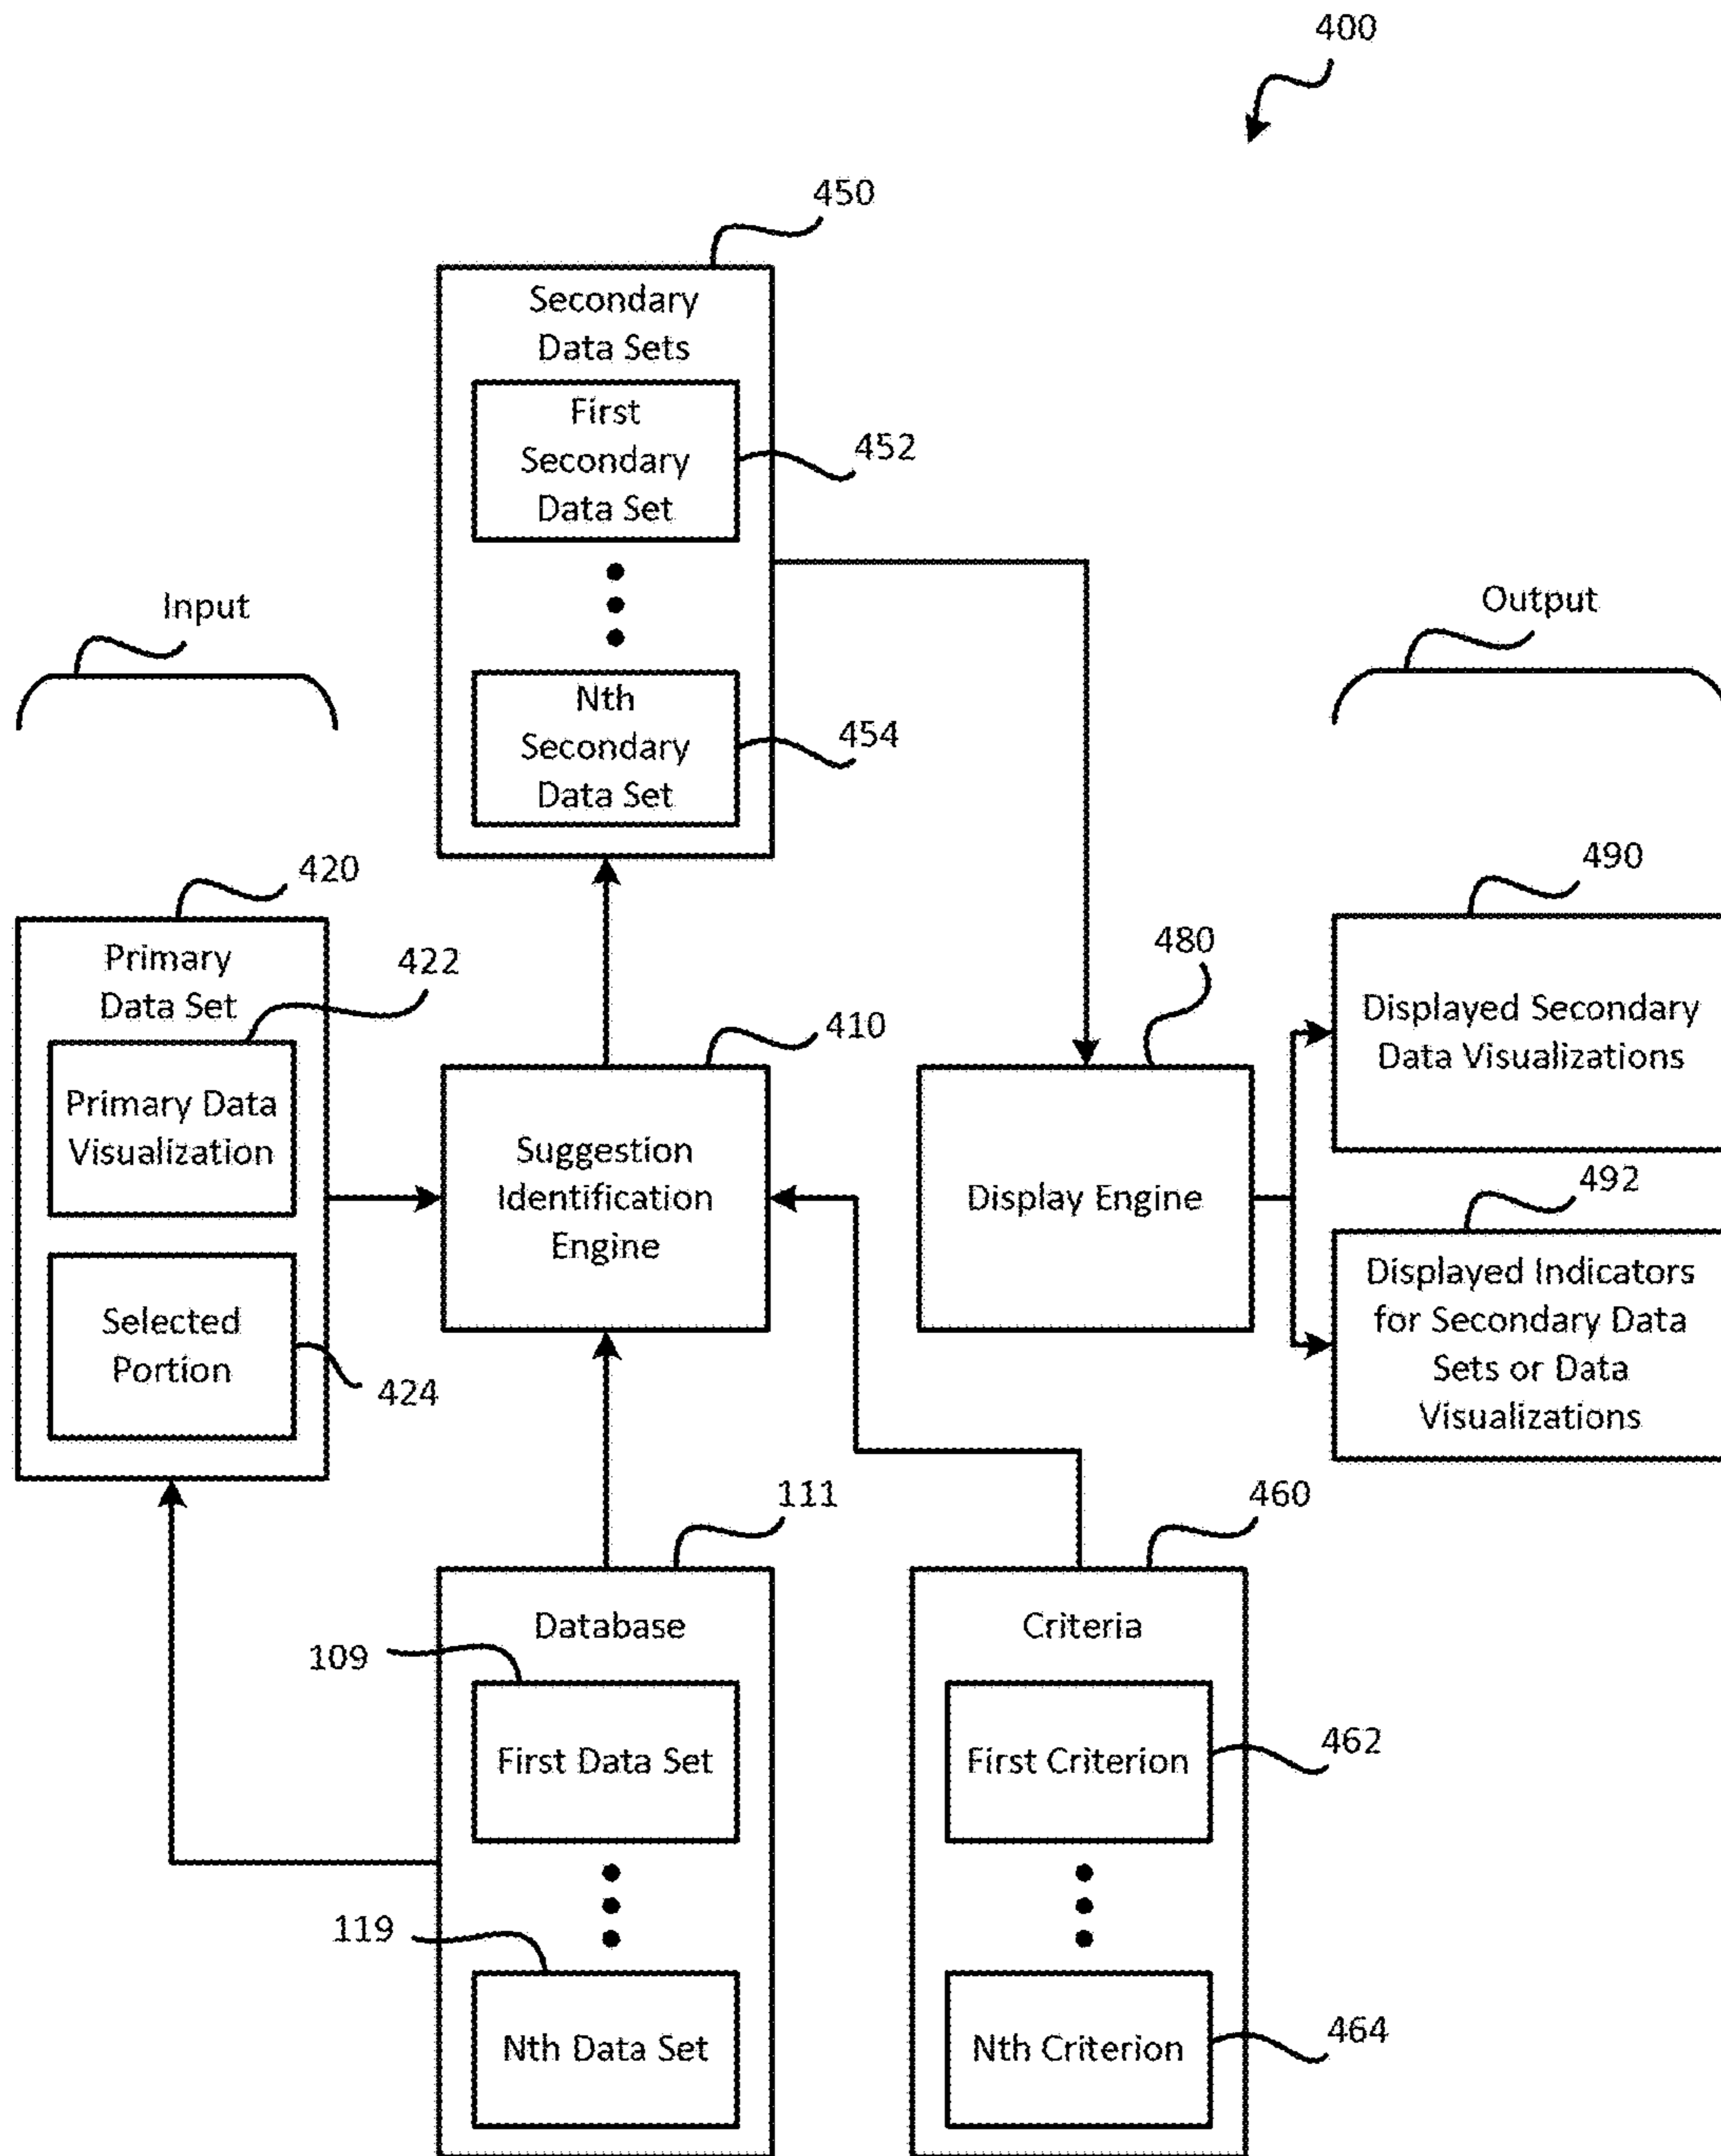 400
450
Secondary
Data Sets
First
Secondary
Data Set
452
Nth
Secondary
Data Set
454
Input
Output
420
Primary
Data Set
422
Primary Data
Visualization
Selected
Portion
424
410
Suggestion
Identification
Engine
480
Display Engine
490
Displayed Secondary
Data Visualizations
492
Displayed Indicators
for Secondary Data
Sets or Data
Visualizations
111
Database
109
First Data Set
119
Nth Data Set
460
Criteria
First Criterion
462
Nth Criterion
464